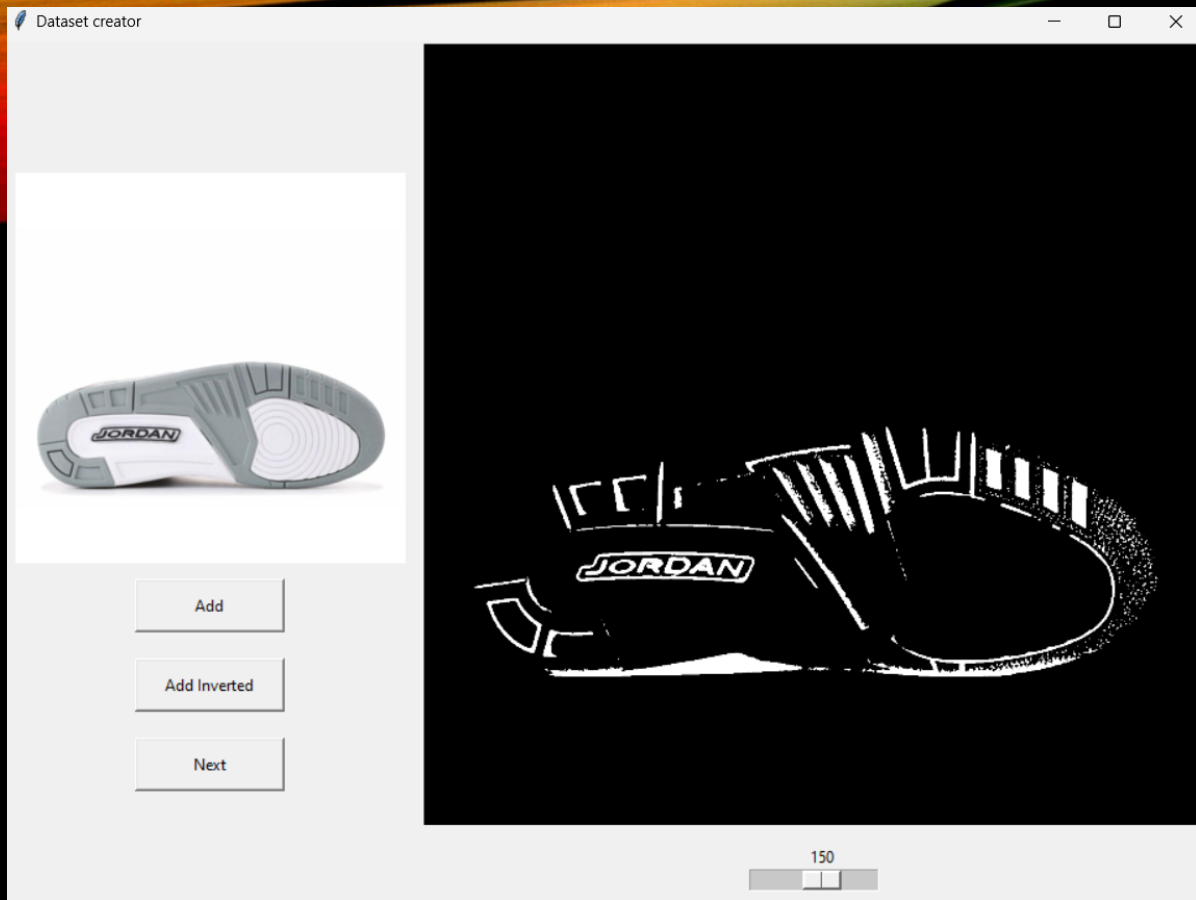 Dataset creator
JORDAN
Add
Add Inverted
Next
JORDAN
150